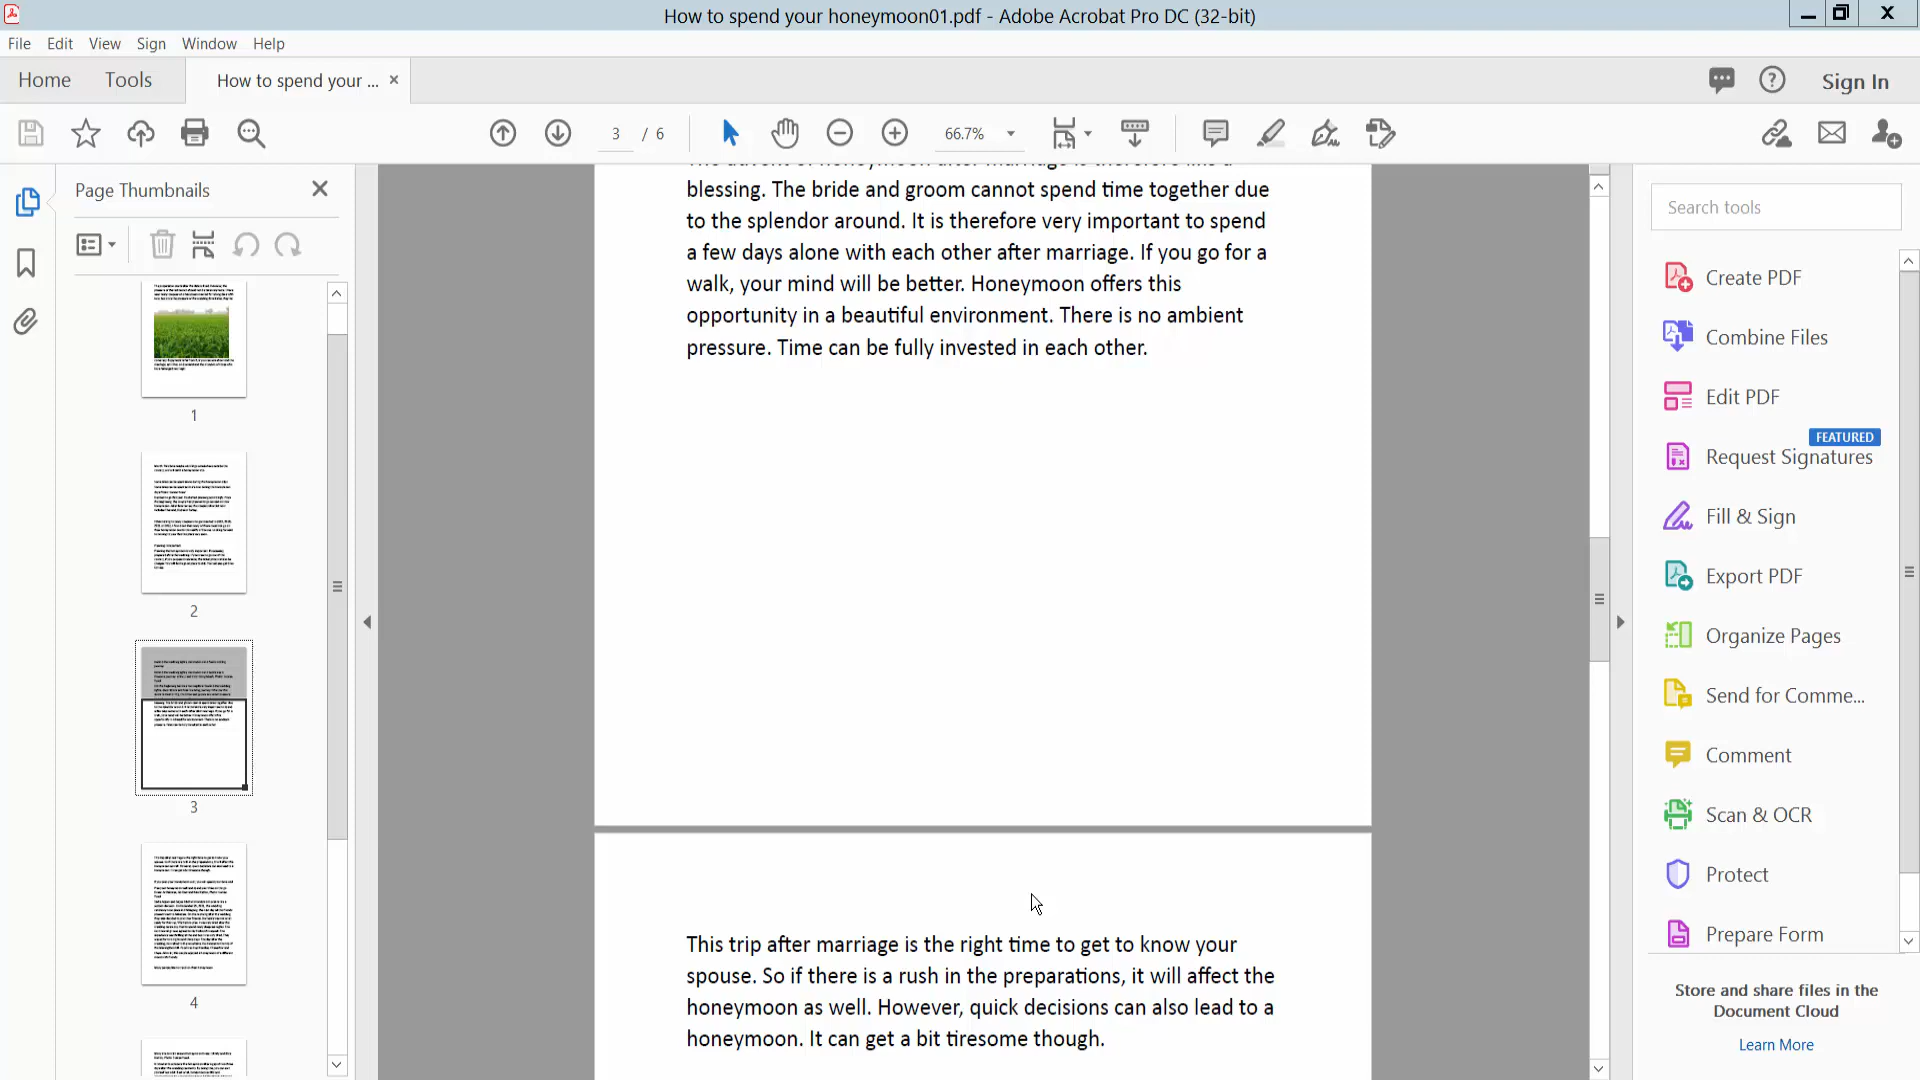 How to spend your honeymoon01.pdf - Adobe Acrobat Pro DC (32-bit)
File Edit View Sign Window Help
Home Tools How to spend your ... × Sign In
3 / 6 66.7%
Page Thumbnails
1
2
3
4
blessing. The bride and groom cannot spend time together due
to the splendor around. It is therefore very important to spend
a few days alone with each other after marriage. If you go for a
walk, your mind will be better. Honeymoon offers this
opportunity in a beautiful environment. There is no ambient
pressure. Time can be fully invested in each other.
This trip after marriage is the right time to get to know your
spouse. So if there is a rush in the preparations, it will affect the
honeymoon as well. However, quick decisions can also lead to a
honeymoon. It can get a bit tiresome though.
Search tools
Create PDF
Combine Files
Edit PDF
FEATURED
Request Signatures
Fill & Sign
Export PDF
Organize Pages
Send for Comme...
Comment
Scan & OCR
Protect
Prepare Form
Store and share files in the
Document Cloud
Learn More